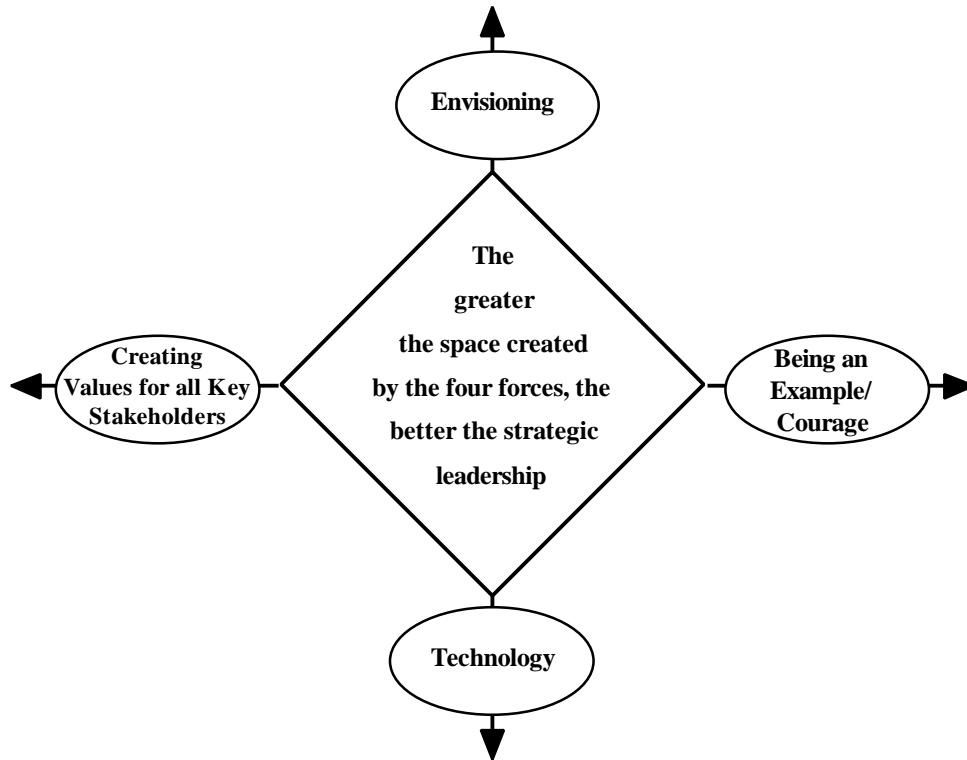 Envisioning
The
greater
the space created
by the four forces, the
better the strategic
leadership
Creating
Values for all Key
Stakeholders
Being an
Example/
Courage
Technology